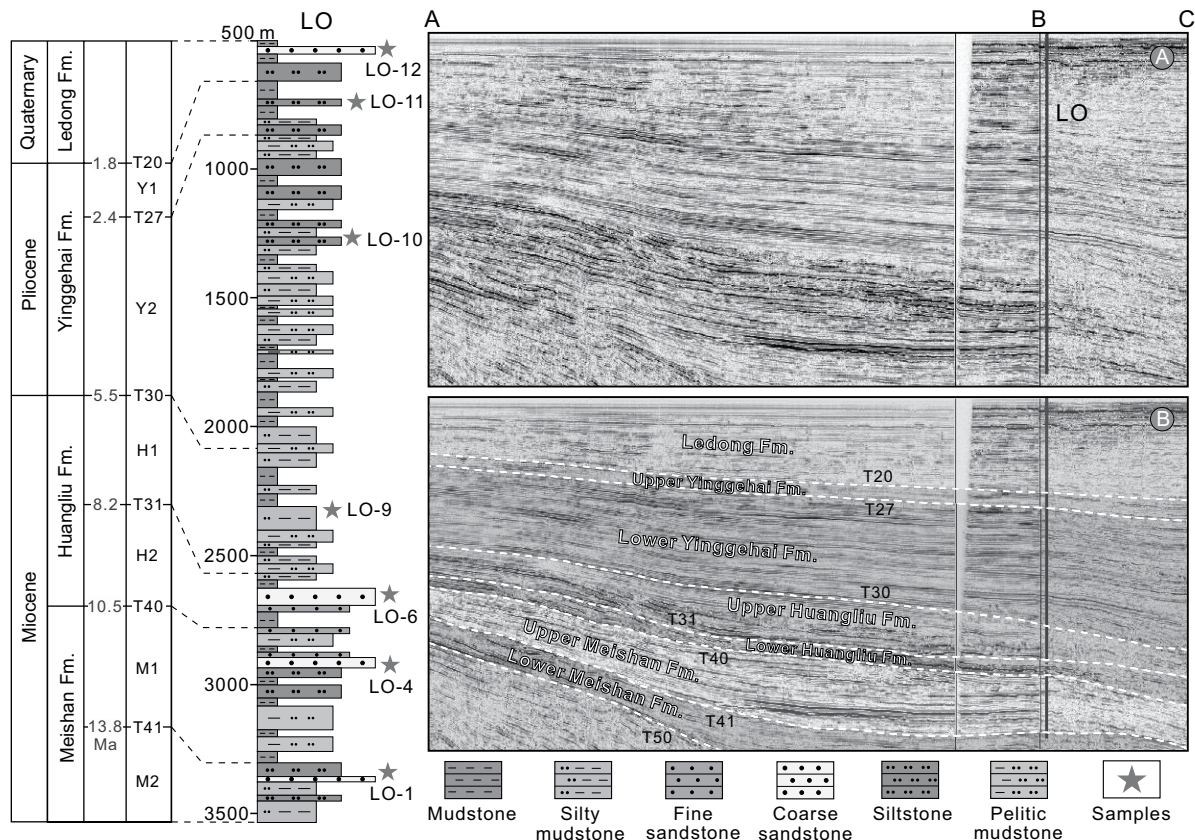 LO
500 m
1000
1500
2000
2500
3000
3500
Quaternary
Pliocene
Miocene
Ledong Fm.
Yinggehai Fm.
Huangliu Fm.
Meishan Fm.
1.8
2.4
5.5
8.2
10.5
13.8
Ma
T20
Y1
T27
Y2
T30
H1
T31
H2
T40
M1
T41
M2
LO-12
LO-11
LO-10
LO-9
LO-6
LO-4
LO-1
A
B
C
A
LO
B
Ledong Fm.
T20
Upper Yinggehai Fm.
T27
Lower Yinggehai Fm.
T30
Upper Huangliu Fm.
T31
Lower Huangliu Fm.
T40
Upper Meishan Fm.
Lower Meishan Fm.
T41
T50
Mudstone
Silty
mudstone
Fine
sandstone
Coarse
sandstone
Siltstone
Pelitic
mudstone
Samples